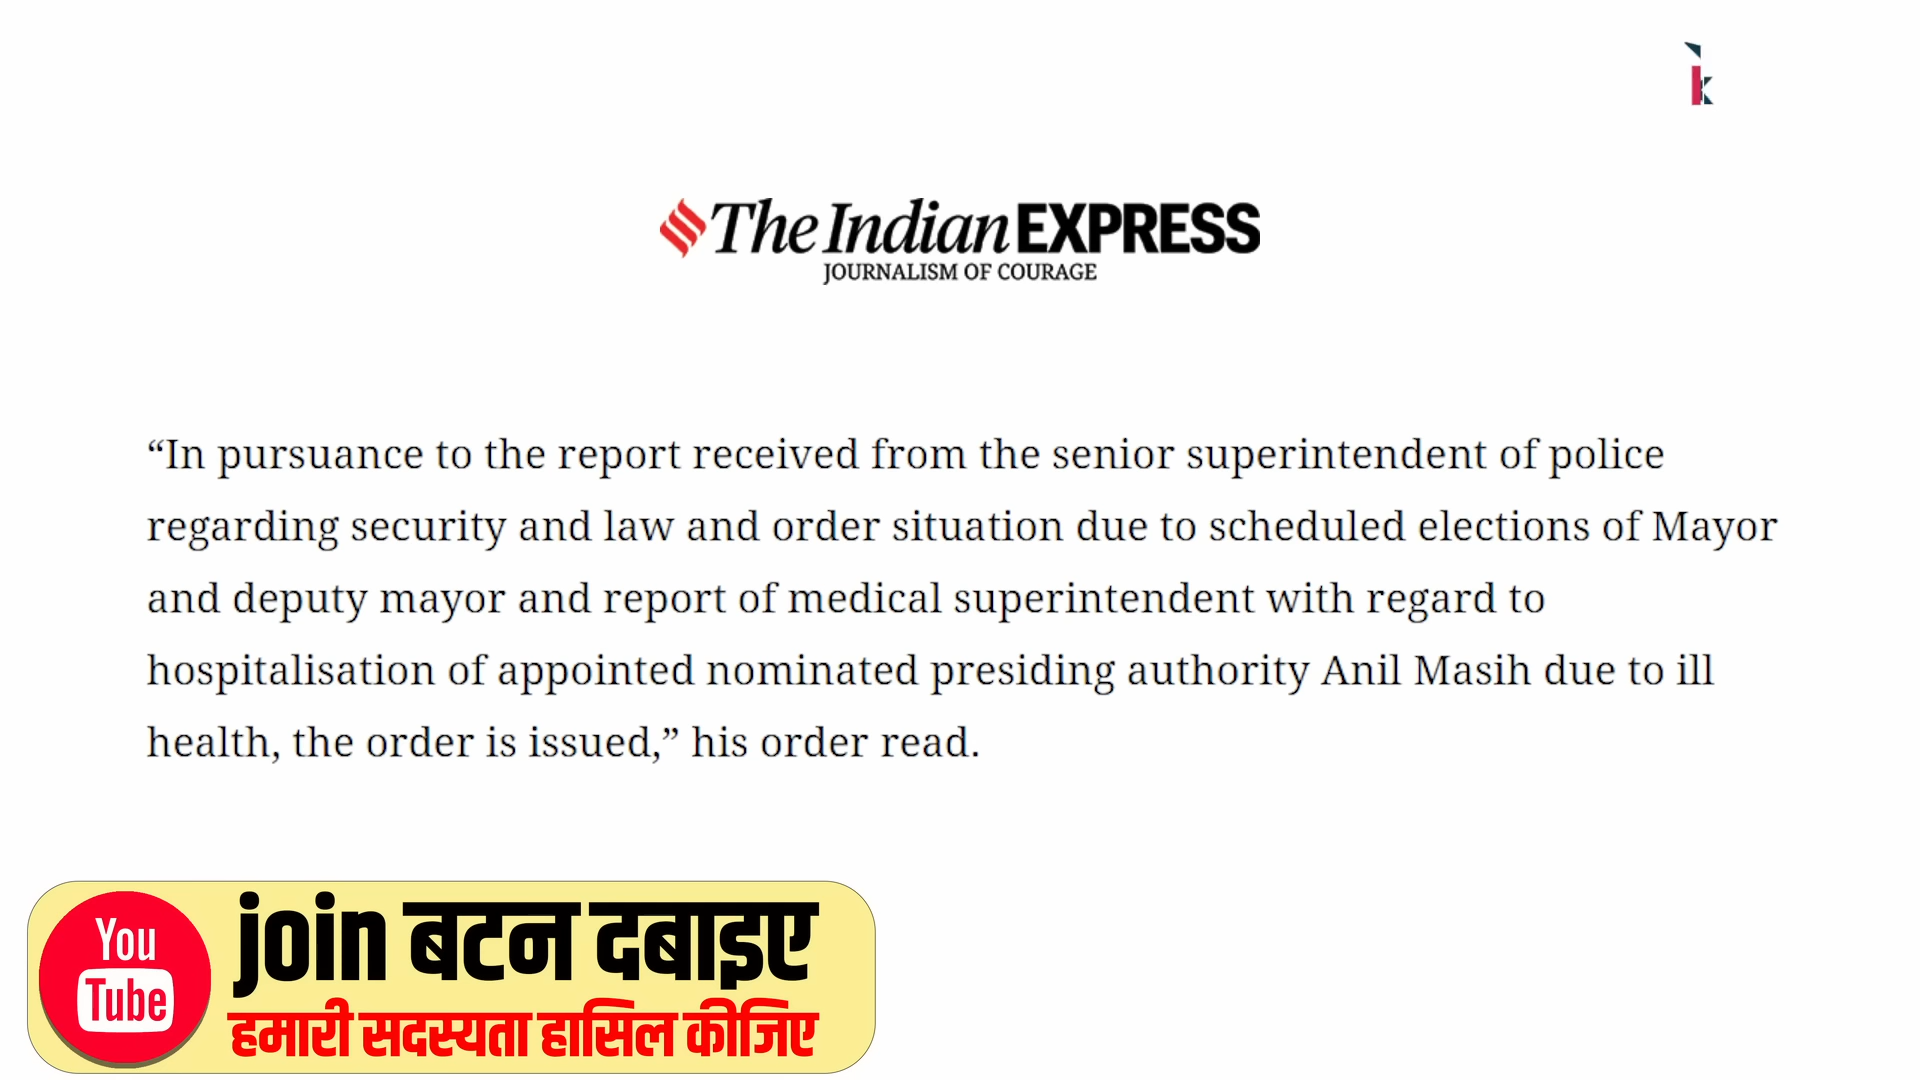 k
The Indian EXPRESS
JOURNALISM OF COURAGE
“In pursuance to the report received from the senior superintendent of police
regarding security and law and order situation due to scheduled elections of Mayor
and deputy mayor and report of medical superintendent with regard to
hospitalisation of appointed nominated presiding authority Anil Masih due to ill
health, the order is issued,” his order read.
You
Tube
join बटन दबाइए
हमारी सदस्यता हासिल कीजिए